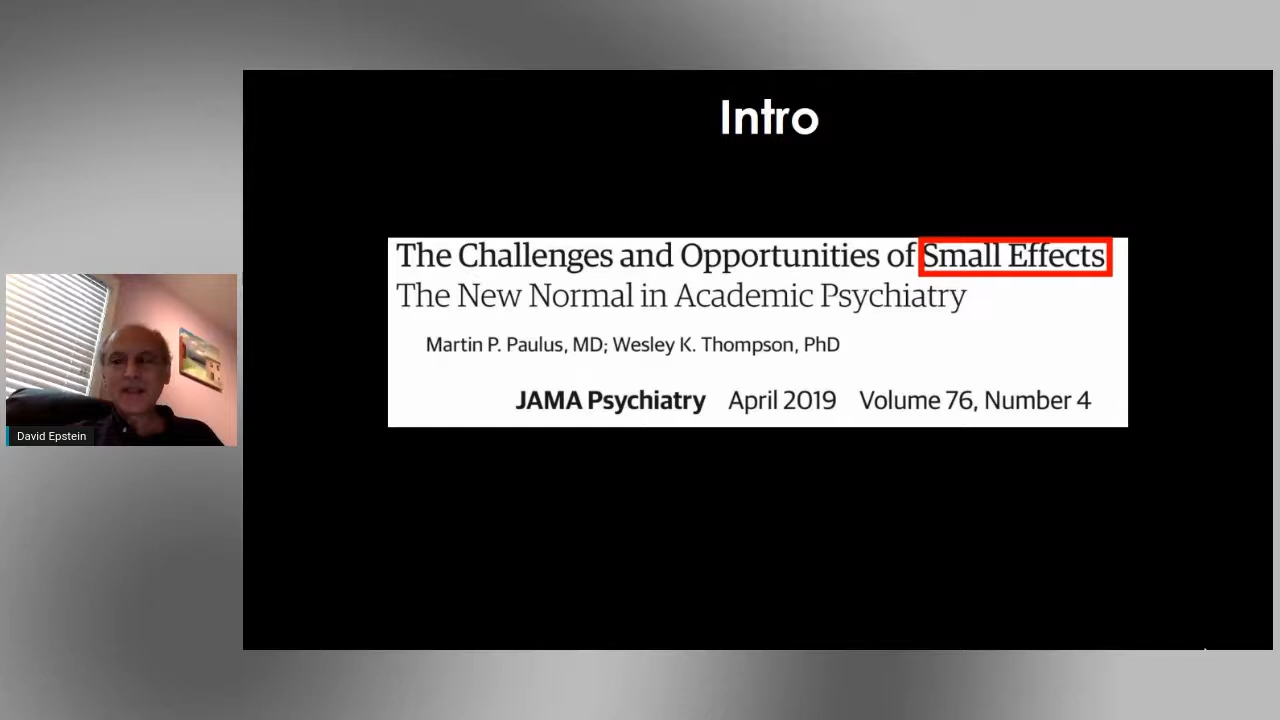 Intro
The Challenges and Opportunities of Small Effects
The New Normal in Academic Psychiatry
Martin P. Paulus, MD; Wesley K. Thompson, PhD
JAMA Psychiatry April 2019 Volume 76, Number 4
David Epstein